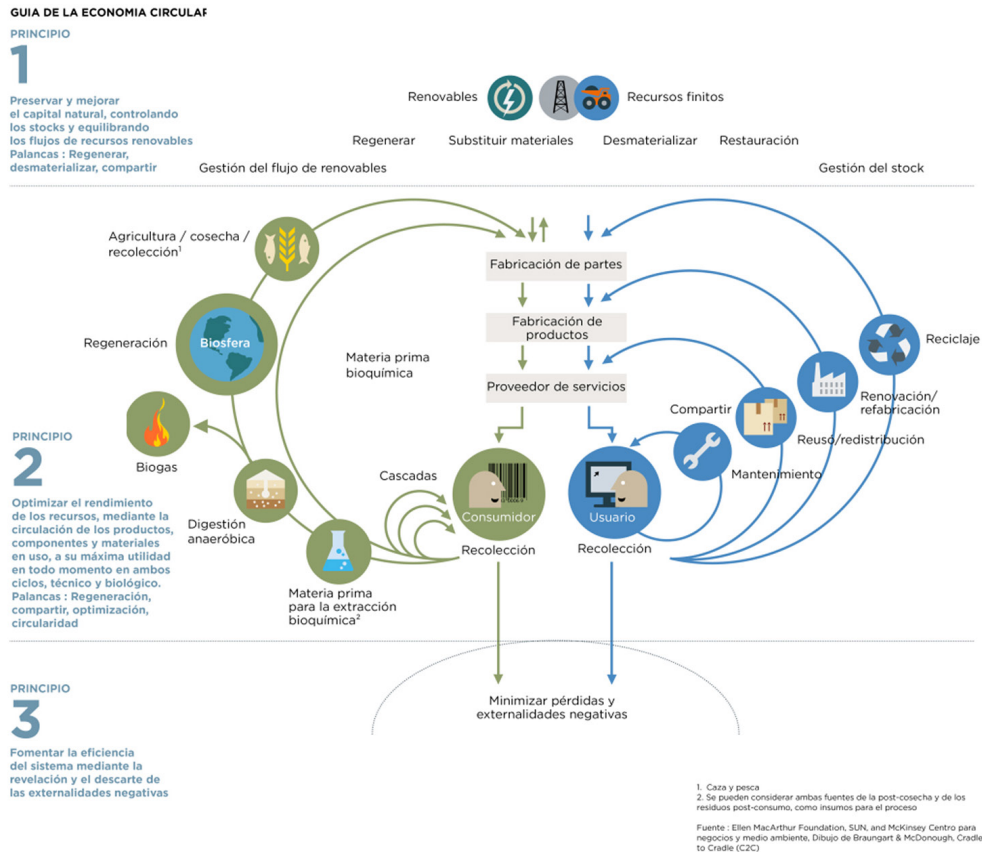 GUIA DE LA ECONOMIA CIRCULAR
PRINCIPIO
1
Preservar y mejorar
el capital natural, controlando
los stocks y equilibrando
los flujos de recursos renovables
Palancas : Regenerar,
desmaterializar, compartir
Renovables
Recursos finitos
Regenerar
Substituir materiales
Desmaterializar
Restauración
Gestión del flujo de renovables
Gestión del stock
Agricultura / cosecha /
recolección¹
Regeneración
Biosfera
Biogas
Digestión
anaeróbica
Materia prima
para la extracción
bioquímica²
Materia prima
bioquímica
Cascadas
Fabricación de partes
Fabricación de
productos
Proveedor de servicios
Consumidor
Recolección
Usuario
Recolección
Compartir
Mantenimiento
Reuso/redistribución
Renovación/
refabricación
Reciclaje
PRINCIPIO
2
Optimizar el rendimiento
de los recursos, mediante la
circulación de los productos,
componentes y materiales
en uso, a su máxima utilidad
en todo momento en ambos
ciclos, técnico y biológico.
Palancas : Regeneración,
compartir, optimización,
circularidad
PRINCIPIO
3
Fomentar la eficiencia
del sistema mediante la
revelación y el descarte de
las externalidades negativas
Minimizar pérdidas y
externalidades negativas
1. Caza y pesca
2. Se pueden considerar ambas fuentes de la post-cosecha y de los
residuos post-consumo, como insumos para el proceso
Fuente : Ellen MacArthur Foundation, SUN, and McKinsey Centro para
negocios y medio ambiente, Dibujo de Braungart & McDonough, Cradle
to Cradle (C2C)